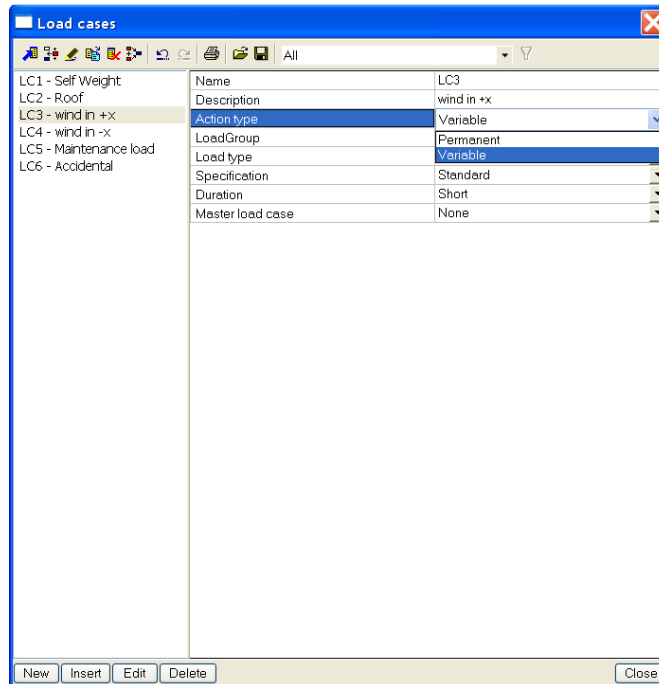 Load cases
All
LC1 - Self Weight
LC2 - Roof
LC3 - wind in +x
LC4 - wind in -x
LC5 - Maintenance load
LC6 - Accidental
Name LC3
Description wind in +x
Action type Variable
LoadGroup Permanent
Load type Variable
Specification Standard
Duration Short
Master load case None
New Insert Edit Delete Close